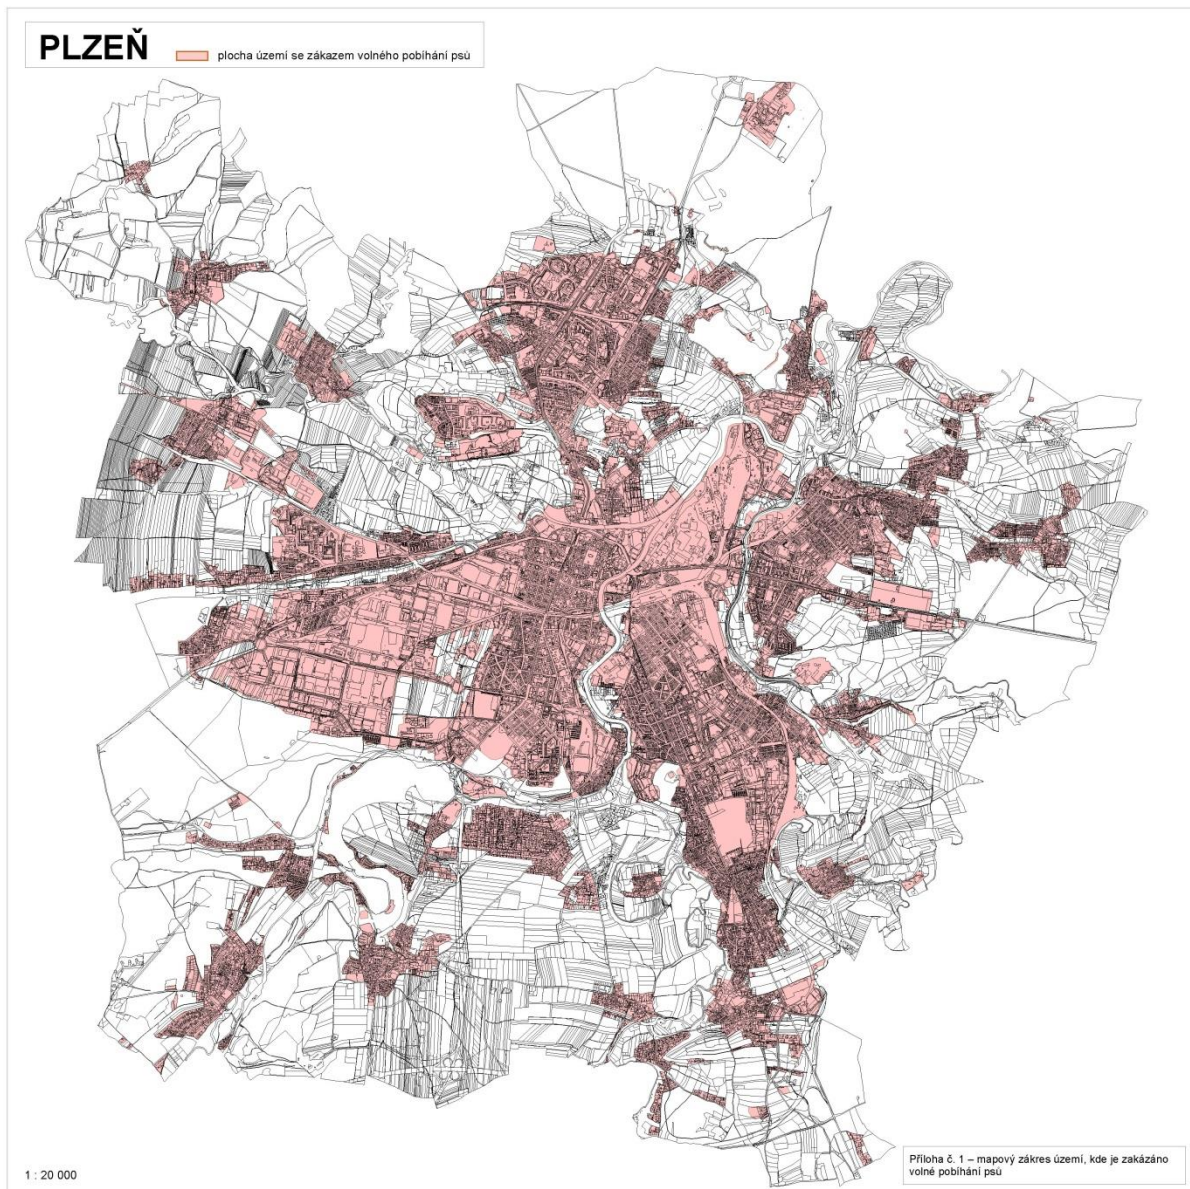 PLZEŇ
plocha území se zákazem volného pobíhání psů
1 : 20 000
Příloha č. 1 – mapový zákres území, kde je zakázáno
volné pobíhání psů